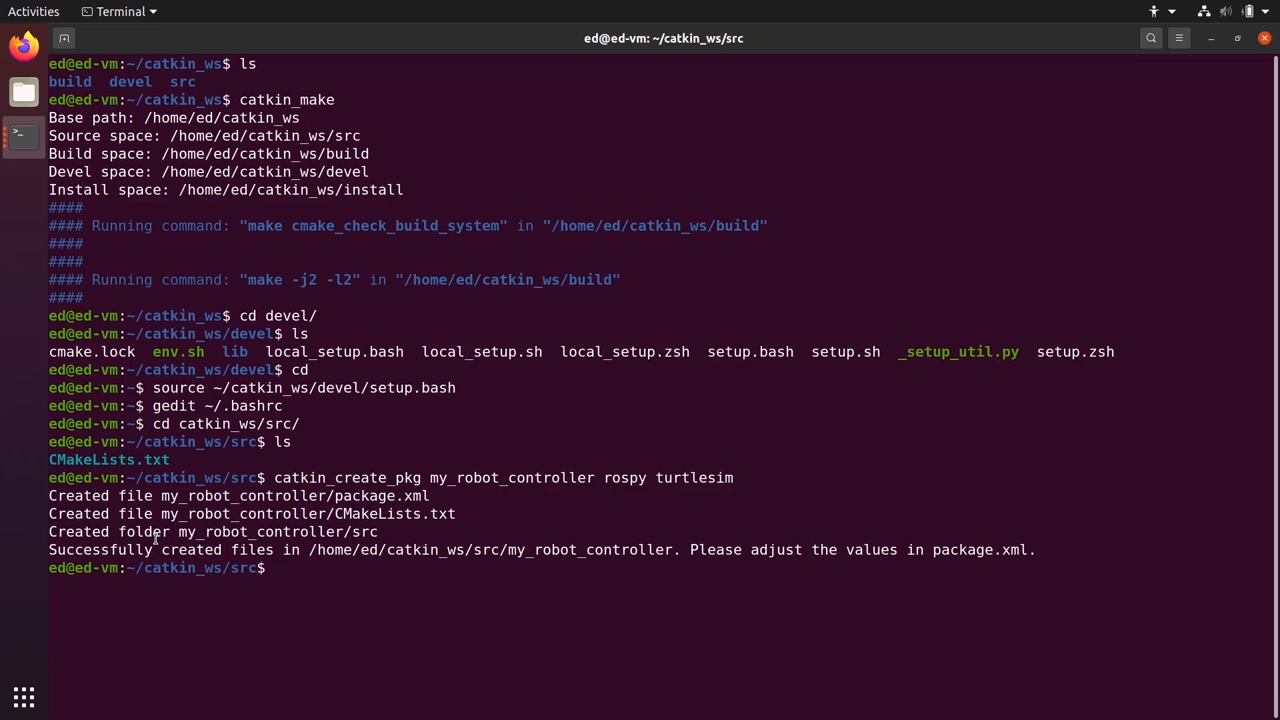 Activities
Terminal
ed@ed-vm: ~/catkin_ws/src
ed@ed-vm:~/catkin_ws$ ls
build  devel  src
ed@ed-vm:~/catkin_ws$ catkin_make
Base path: /home/ed/catkin_ws
Source space: /home/ed/catkin_ws/src
Build space: /home/ed/catkin_ws/build
Devel space: /home/ed/catkin_ws/devel
Install space: /home/ed/catkin_ws/install
####
#### Running command: "make cmake_check_build_system" in "/home/ed/catkin_ws/build"
####
####
#### Running command: "make -j2 -l2" in "/home/ed/catkin_ws/build"
####
ed@ed-vm:~/catkin_ws$ cd devel/
ed@ed-vm:~/catkin_ws/devel$ ls
cmake.lock  env.sh  lib  local_setup.bash  local_setup.sh  local_setup.zsh  setup.bash  setup.sh  _setup_util.py  setup.zsh
ed@ed-vm:~/catkin_ws/devel$ cd
ed@ed-vm:~$ source ~/catkin_ws/devel/setup.bash
ed@ed-vm:~$ gedit ~/.bashrc
ed@ed-vm:~$ cd catkin_ws/src/
ed@ed-vm:~/catkin_ws/src$ ls
CMakeLists.txt
ed@ed-vm:~/catkin_ws/src$ catkin_create_pkg my_robot_controller rospy turtlesim
Created file my_robot_controller/package.xml
Created file my_robot_controller/CMakeLists.txt
Created folder my_robot_controller/src
Successfully created files in /home/ed/catkin_ws/src/my_robot_controller. Please adjust the values in package.xml.
ed@ed-vm:~/catkin_ws/src$